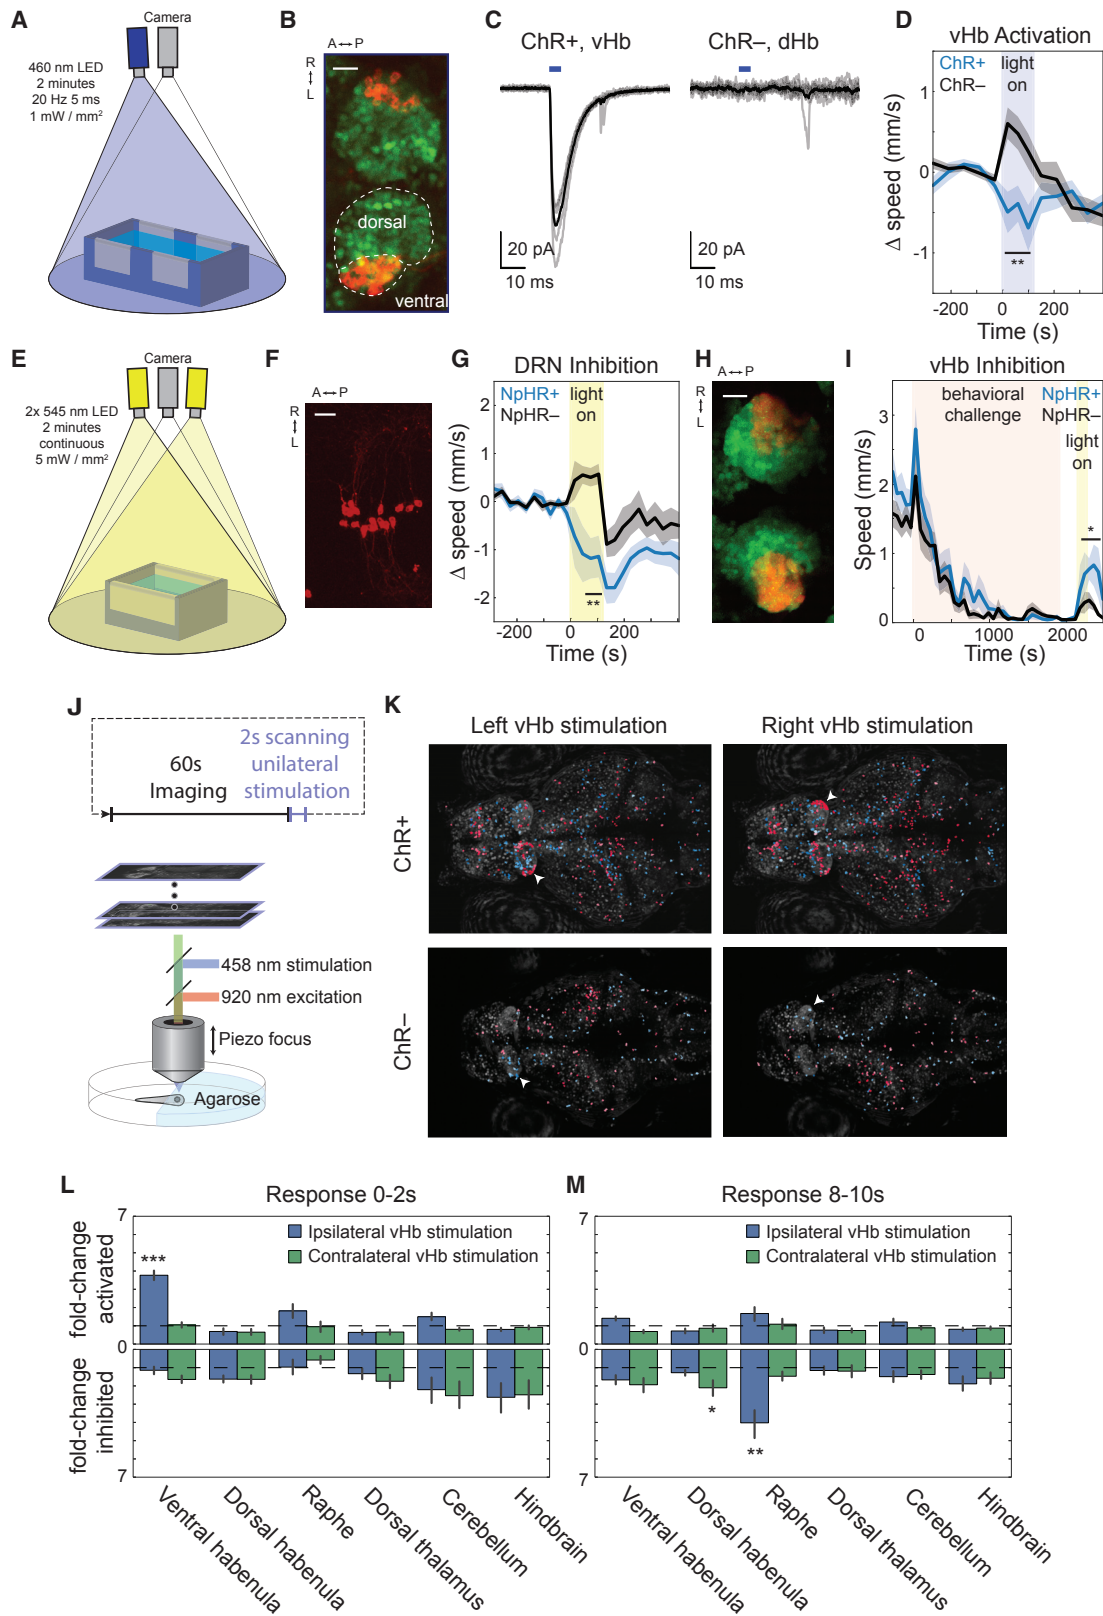 A
Camera
460 nm LED
2 minutes
20 Hz 5 ms
1 mW / mm²
B
A↔P
R
↕
L
dorsal
ventral
C
ChR+, vHb
ChR–, dHb
20 pA
10 ms
20 pA
10 ms
D
vHb Activation
ChR+
ChR–
light
on
1
0
-1
**
Δ speed (mm/s)
-200
0
200
Time (s)
E
Camera
2x 545 nm LED
2 minutes
continuous
5 mW / mm²
F
A↔P
R
↕
L
G
DRN Inhibition
NpHR+
NpHR–
light
on
2
1
0
-1
-2
**
Δ speed (mm/s)
-200
0
200
Time (s)
H
A↔P
R
↕
L
I
vHb Inhibition
behavioral
challenge
NpHR+
NpHR–
light
on
*
3
2
1
0
Speed (mm/s)
0
1000
2000
Time (s)
J
60s
Imaging
2s scanning
unilateral
stimulation
458 nm stimulation
920 nm excitation
Piezo focus
Agarose
K
Left vHb stimulation
Right vHb stimulation
ChR+
ChR–
L
Response 0-2s
7
0
7
fold-change
activated
fold-change
inhibited
Ipsilateral vHb stimulation
Contralateral vHb stimulation
***
Ventral habenula
Dorsal habenula
Raphe
Dorsal thalamus
Cerebellum
Hindbrain
M
Response 8-10s
7
0
7
Ipsilateral vHb stimulation
Contralateral vHb stimulation
*
**
Ventral habenula
Dorsal habenula
Raphe
Dorsal thalamus
Cerebellum
Hindbrain